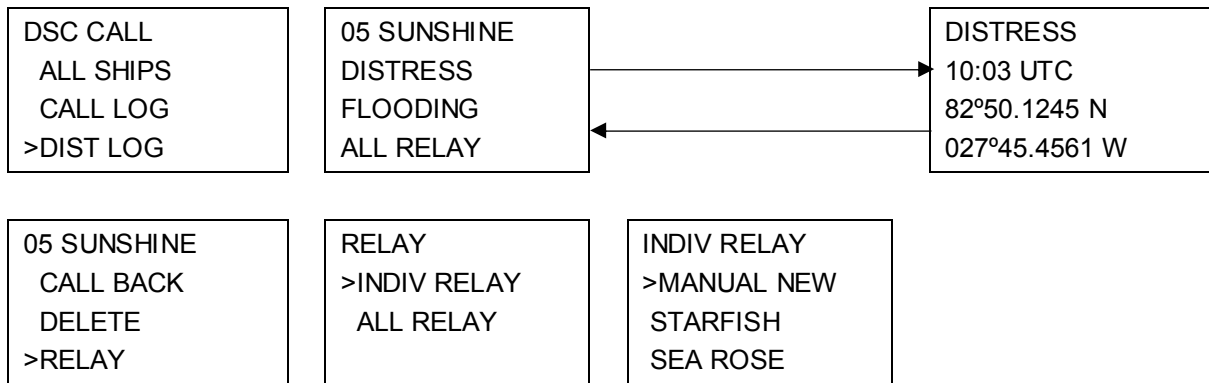 DSC CALL
ALL SHIPS
CALL LOG
>DIST LOG
05 SUNSHINE
DISTRESS
FLOODING
ALL RELAY
DISTRESS
10:03 UTC
82º50.1245 N
027º45.4561 W
05 SUNSHINE
CALL BACK
DELETE
>RELAY
RELAY
>INDIV RELAY
ALL RELAY
INDIV RELAY
>MANUAL NEW
STARFISH
SEA ROSE